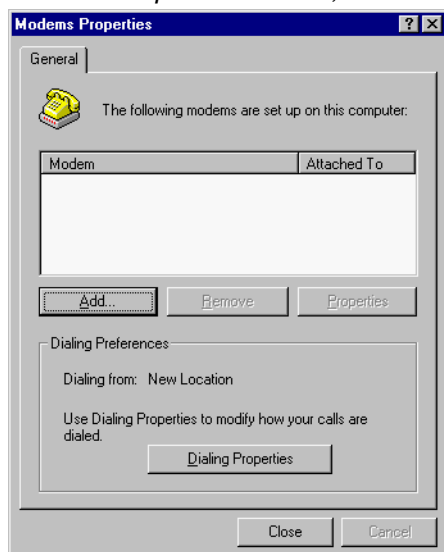 Modems Properties
General
The following modems are set up on this computer:
Modem Attached To
Add... Remove Properties
Dialing Preferences
Dialing from: New Location
Use Dialing Properties to modify how your calls are
dialed.
Dialing Properties
Close Cancel